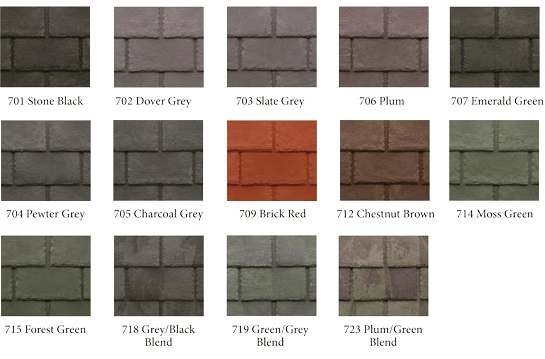 701 Stone Black
702 Dover Grey
703 Slate Grey
706 Plum
707 Emerald Green
704 Pewter Grey
705 Charcoal Grey
709 Brick Red
712 Chestnut Brown
714 Moss Green
715 Forest Green
718 Grey/Black
Blend
719 Green/Grey
Blend
723 Plum/Green
Blend